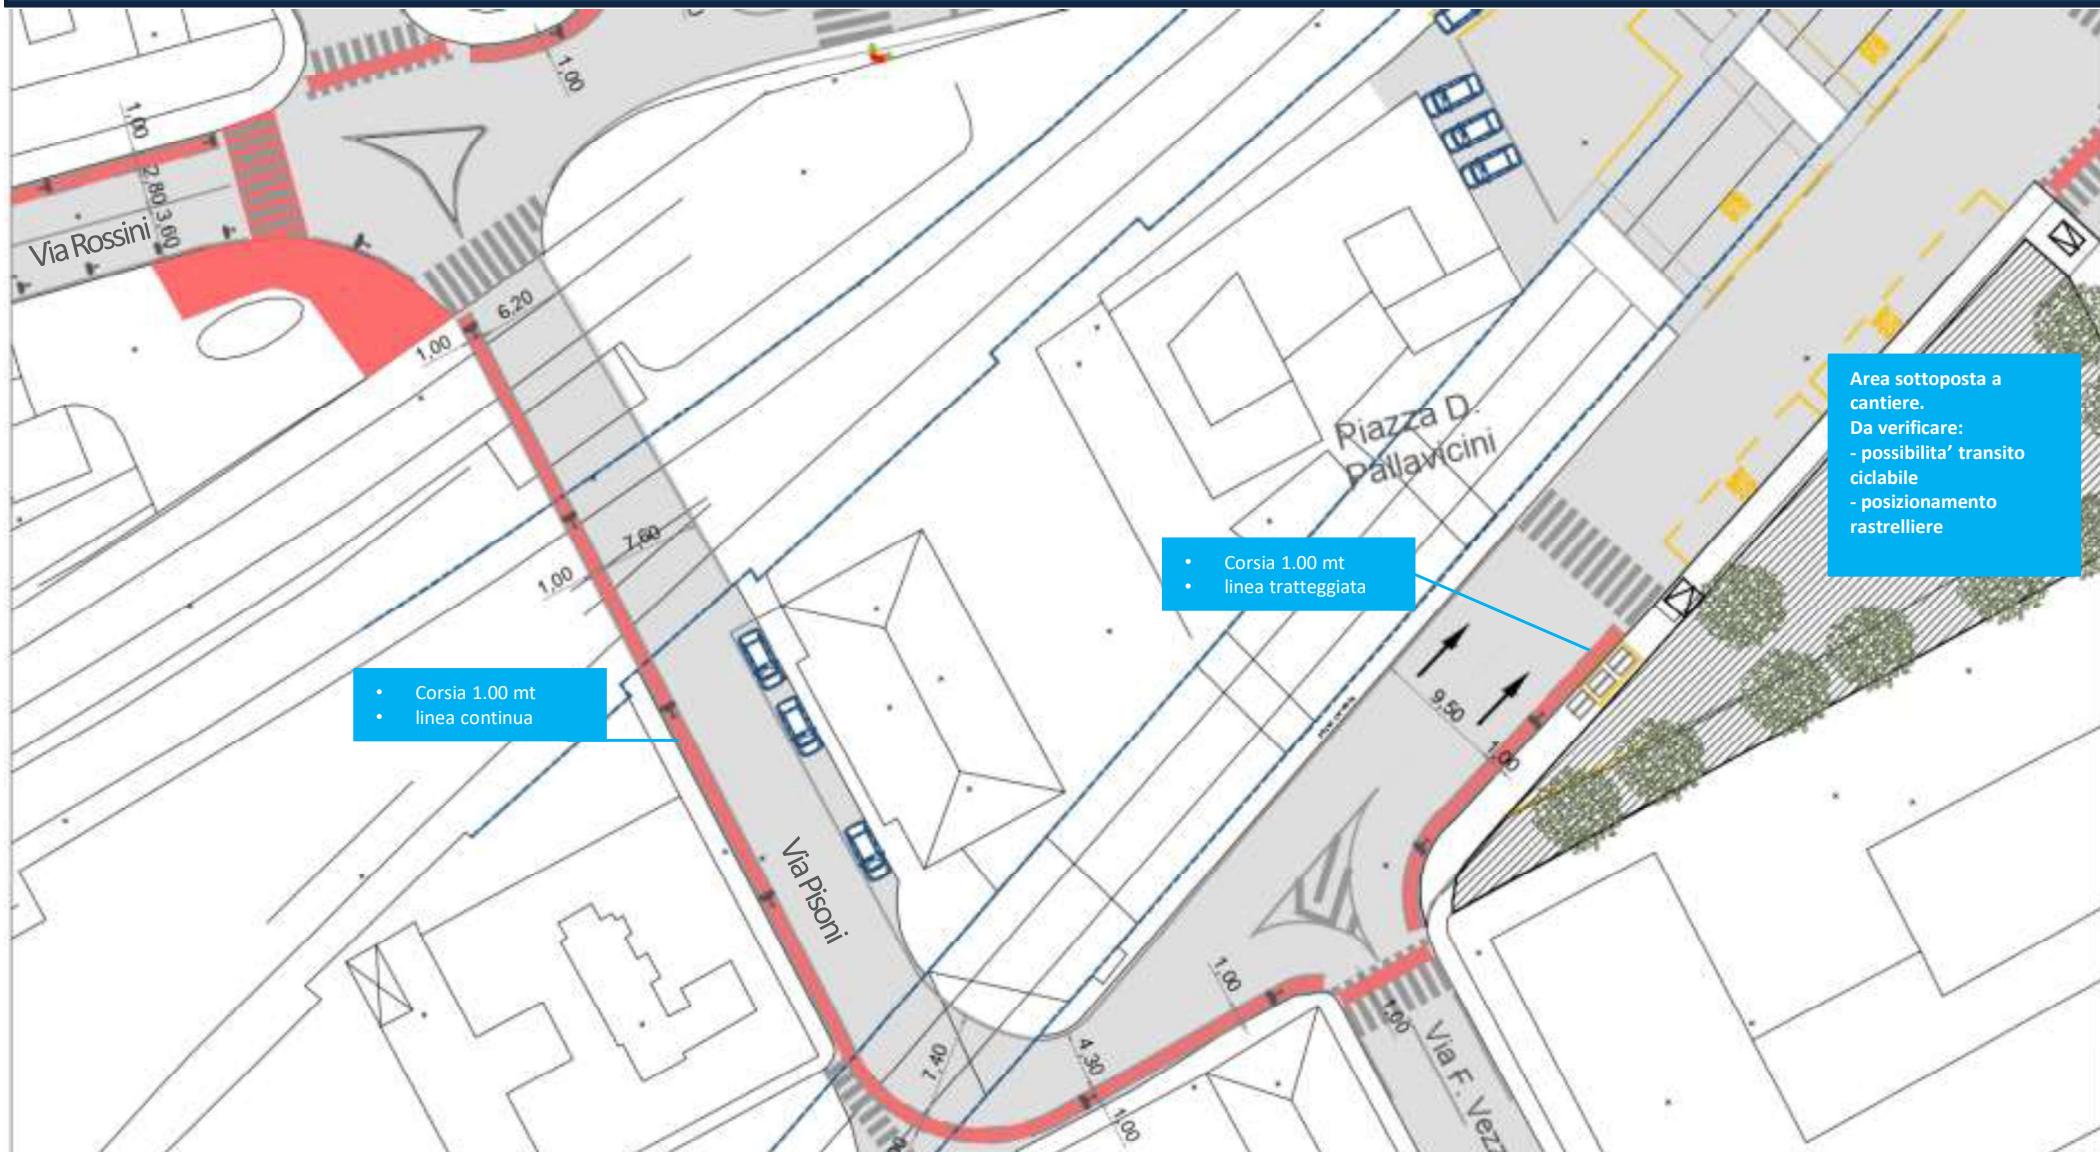 1,00
1,00
2,80
3,60
Via Rossini
6,20
1,00
Piazza D.
Pallavicini
Area sottoposta a
cantiere.
Da verificare:
- possibilita’ transito
ciclabile
- posizionamento
rastrelliere
7,60
1,00
• Corsia 1.00 mt
• linea tratteggiata
• Corsia 1.00 mt
• linea continua
9,50
1,00
Via Pisoni
1,00
1,00
7,40
4,30
1,00
Via F. Vezz